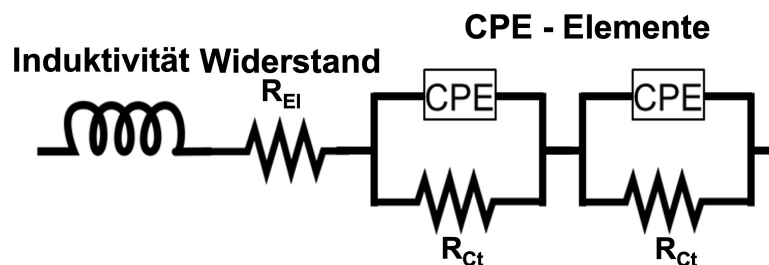 CPE - Elemente
Induktivität Widerstand
REl
CPE
CPE
RCt
RCt